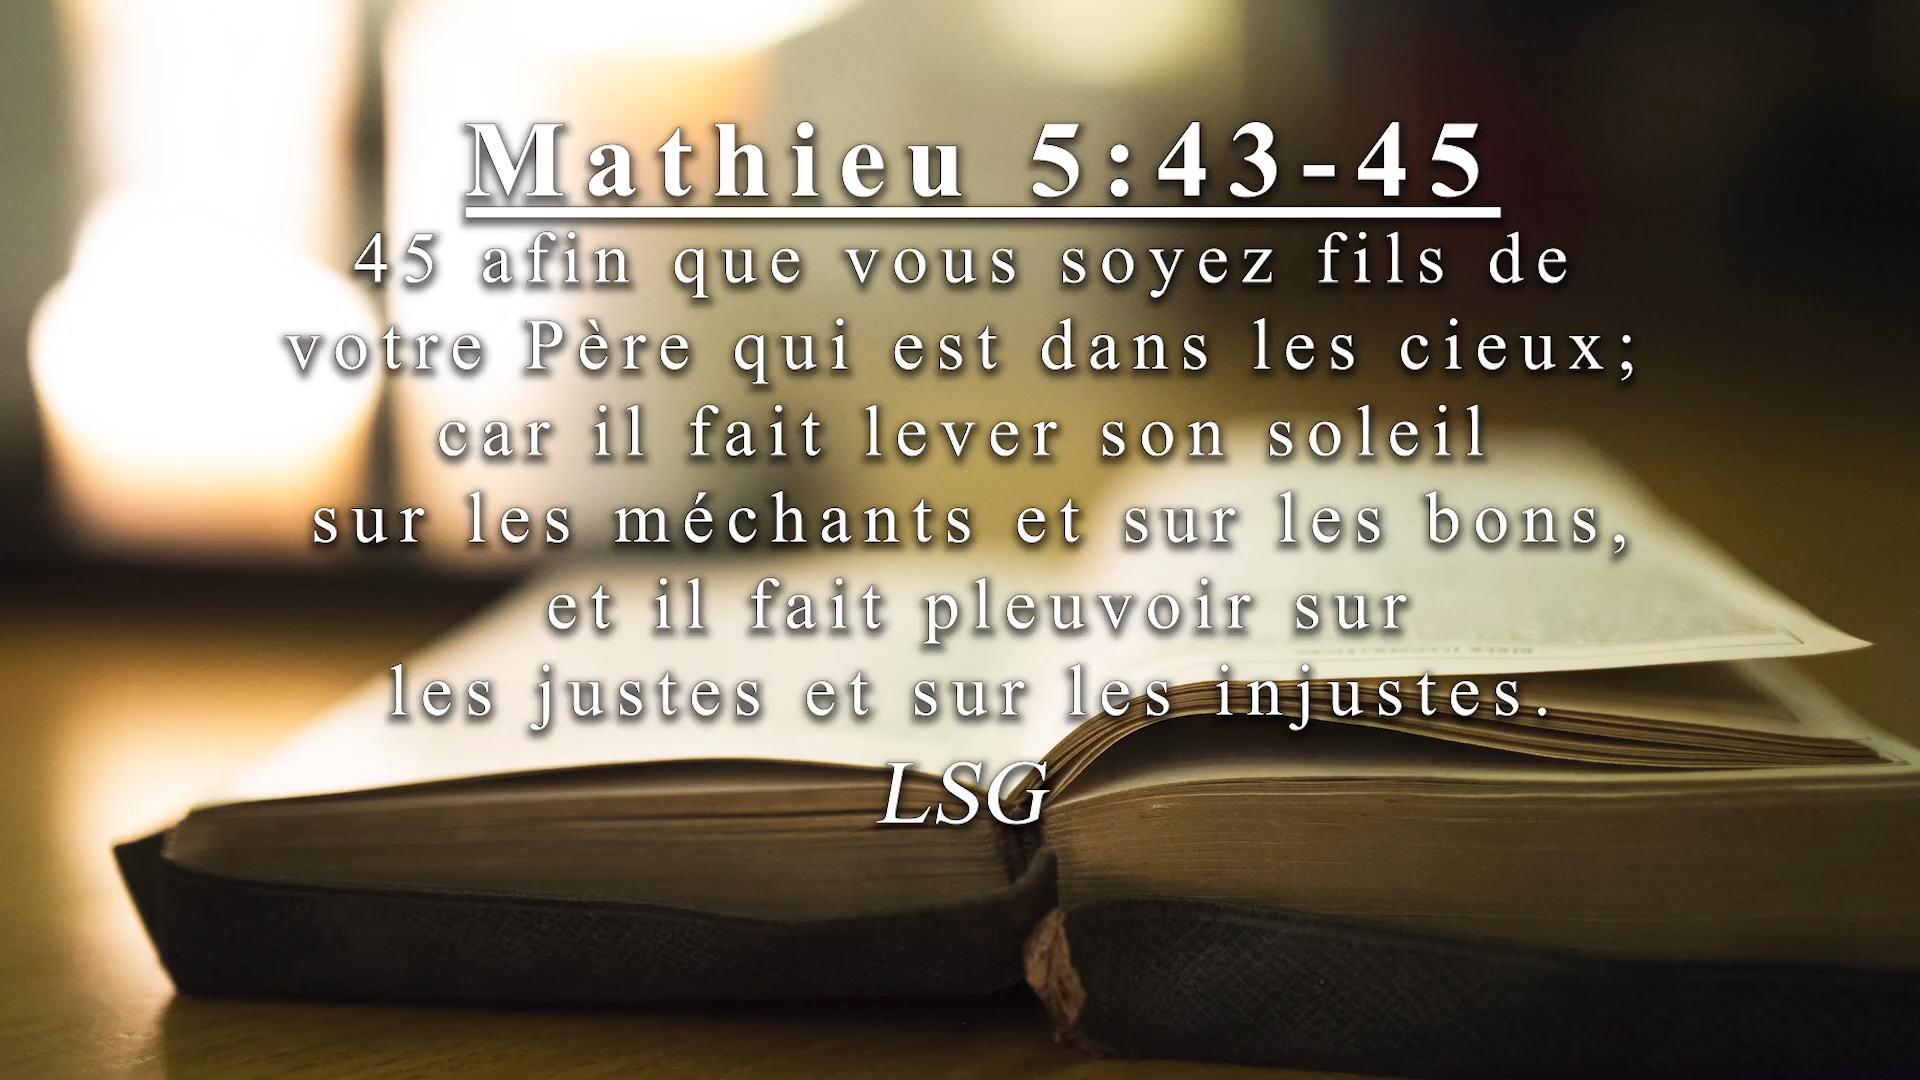 Mathieu 5:43-45
45 afin que vous soyez fils de
votre Père qui est dans les cieux;
car il fait lever son soleil
sur les méchants et sur les bons,
et il fait pleuvoir sur
les justes et sur les injustes.
LSG